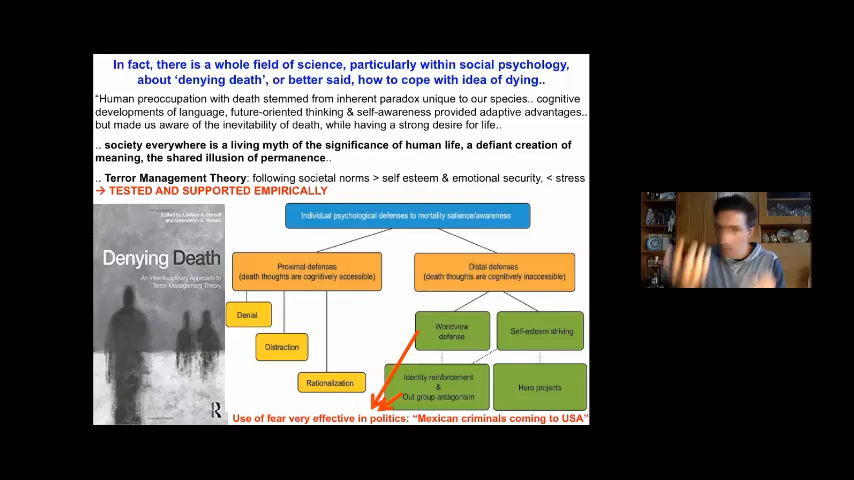 In fact, there is a whole field of science, particularly within social psychology,
about ‘denying death’, or better said, how to cope with idea of dying..
“Human preoccupation with death stemmed from inherent paradox unique to our species.. cognitive
developments of language, future-oriented thinking & self-awareness provided adaptive advantages..
but made us aware of the inevitability of death, while having a strong desire for life..
.. society everywhere is a living myth of the significance of human life, a defiant creation of
meaning, the shared illusion of permanence..
.. Terror Management Theory: following societal norms > self esteem & emotional security, < stress
→ TESTED AND SUPPORTED EMPIRICALLY
Edited by Lindsey A. Harvell
and Gwendelyn S. Nisbett
Denying Death
An Interdisciplinary Approach to
Terror Management Theory
R
Individual psychological defenses to mortality salience/awareness
Proximal defenses
(death thoughts are cognitively accessible)
Distal defenses
(death thoughts are cognitively inaccessible)
Denial
Distraction
Rationalization
Worldview
defense
Self-esteem striving
Identity reinforcement
&
Out group antagonism
Hero projects
Use of fear very effective in politics: “Mexican criminals coming to USA”